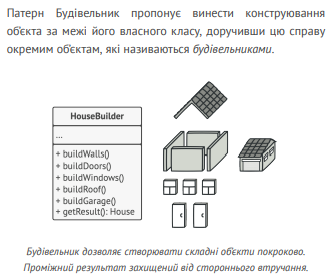 Патерн Будівельник пропонує винести конструювання
об'єкта за межі його власного класу, доручивши цю справу
окремим об'єктам, які називаються будівельниками.
HouseBuilder
...
+ buildWalls()
+ buildDoors()
+ buildWindows()
+ buildRoof()
+ buildGarage()
+ getResult(): House
Будівельник дозволяє створювати складні об'єкти покроково.
Проміжний результат захищений від стороннього втручання.